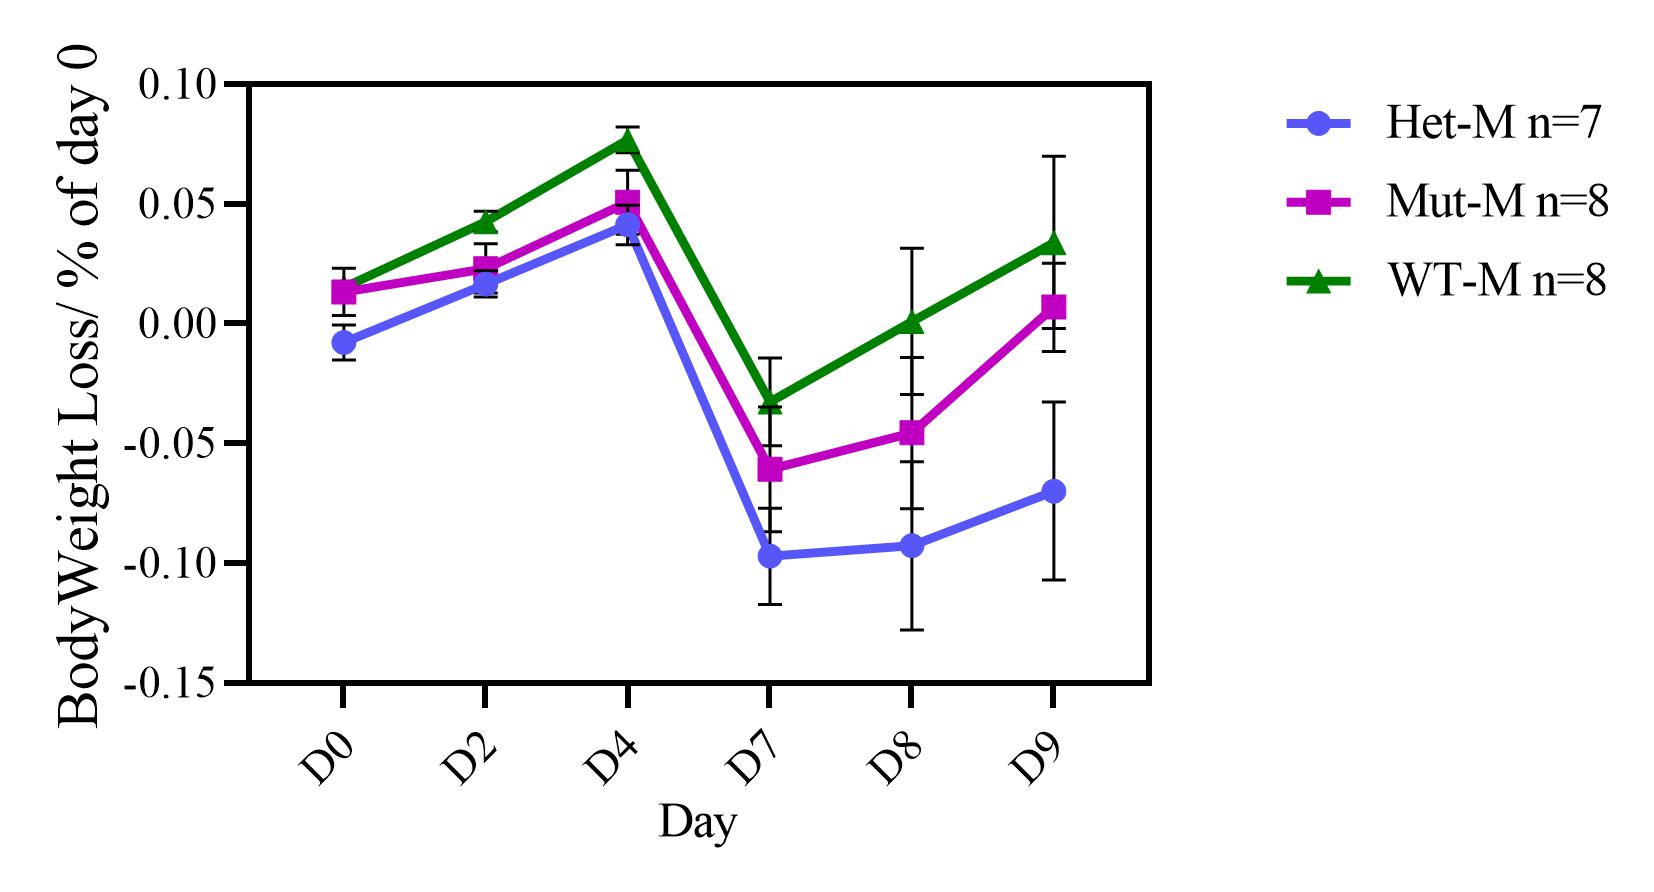 BodyWeight Loss/ % of day 0
0.10
0.05
0.00
-0.05
-0.10
-0.15
D0
D2
D4
D7
D8
D9
Day
Het-M n=7
Mut-M n=8
WT-M n=8